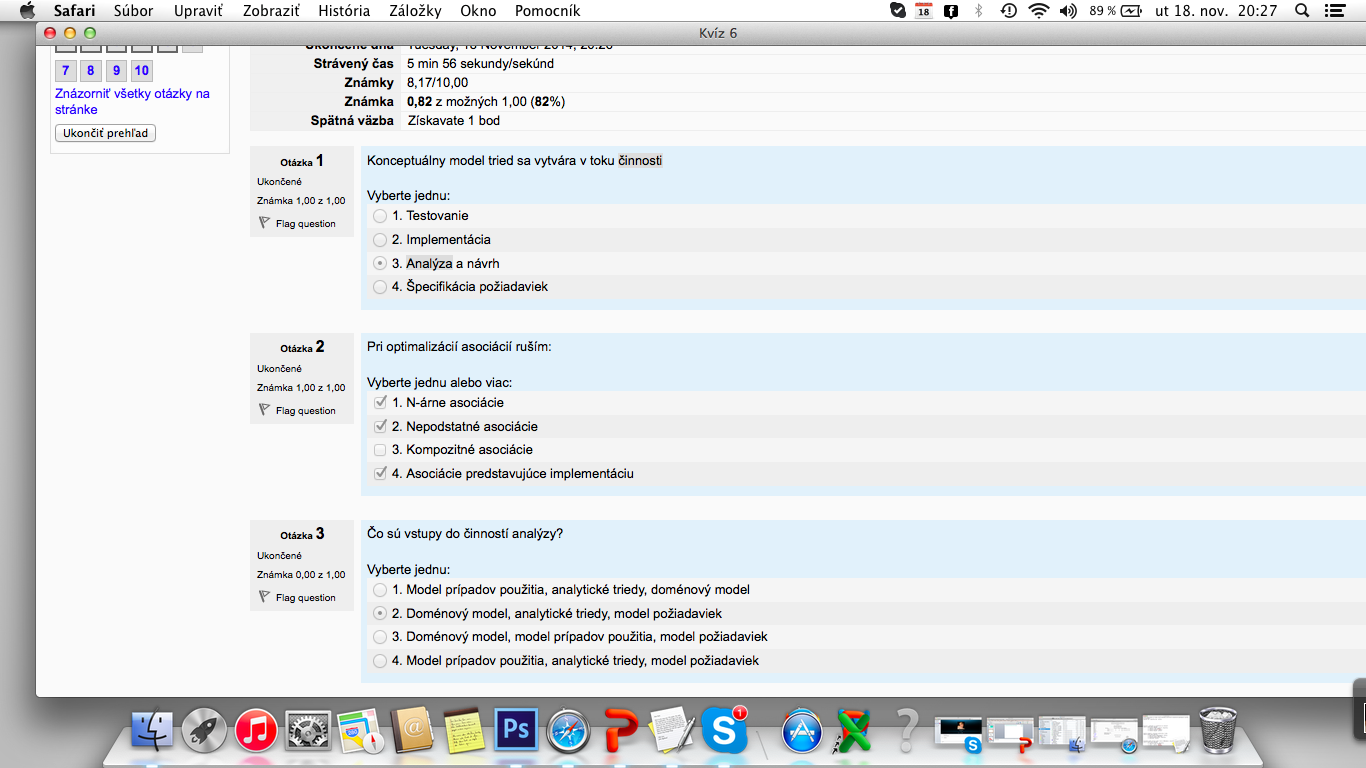 Safari Súbor Upraviť Zobraziť História Záložky Okno Pomocník 18 89 % ut 18. nov. 20:27
Kvíz 6
Ukončené dňa Tuesday, 18 November 2014, 20:26
7 8 9 10
Znázorniť všetky otázky na
stránke
Ukončiť prehľad
Strávený čas 5 min 56 sekundy/sekúnd
Známky 8,17/10,00
Známka 0,82 z možných 1,00 (82%)
Spätná väzba Získavate 1 bod
Otázka 1
Ukončené
Známka 1,00 z 1,00
Flag question
Konceptuálny model tried sa vytvára v toku činnosti
Vyberte jednu:
1. Testovanie
2. Implementácia
3. Analýza a návrh
4. Špecifikácia požiadaviek
Otázka 2
Ukončené
Známka 1,00 z 1,00
Flag question
Pri optimalizácií asociácií ruším:
Vyberte jednu alebo viac:
1. N-árne asociácie
2. Nepodstatné asociácie
3. Kompozitné asociácie
4. Asociácie predstavujúce implementáciu
Otázka 3
Ukončené
Známka 0,00 z 1,00
Flag question
Čo sú vstupy do činností analýzy?
Vyberte jednu:
1. Model prípadov použitia, analytické triedy, doménový model
2. Doménový model, analytické triedy, model požiadaviek
3. Doménový model, model prípadov použitia, model požiadaviek
4. Model prípadov použitia, analytické triedy, model požiadaviek
Ps
1